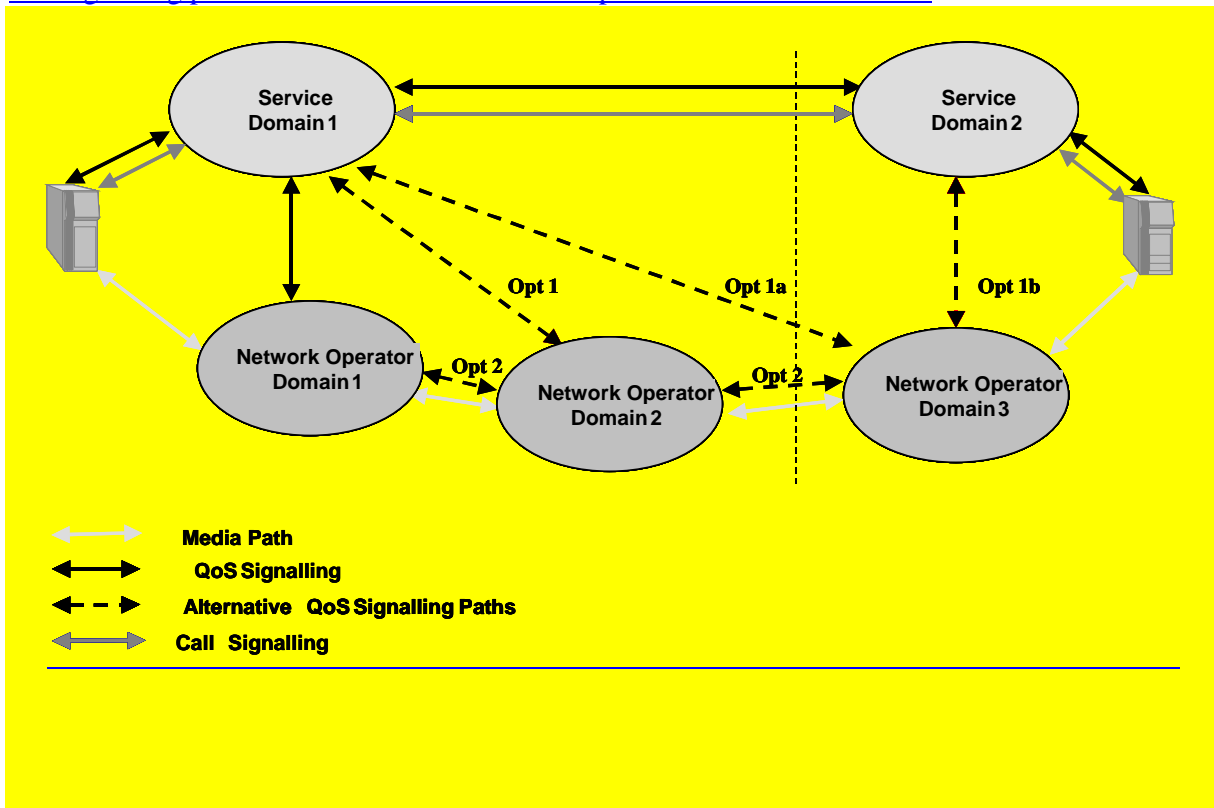 Service
Domain 1
Service
Domain 2
Opt 1
Opt 1a
Opt 1b
Network Operator
Domain 1
Opt 2
Network Operator
Domain 2
Opt 2
Network Operator
Domain 3
Media Path
QoS Signalling
Alternative QoS Signalling Paths
Call Signalling